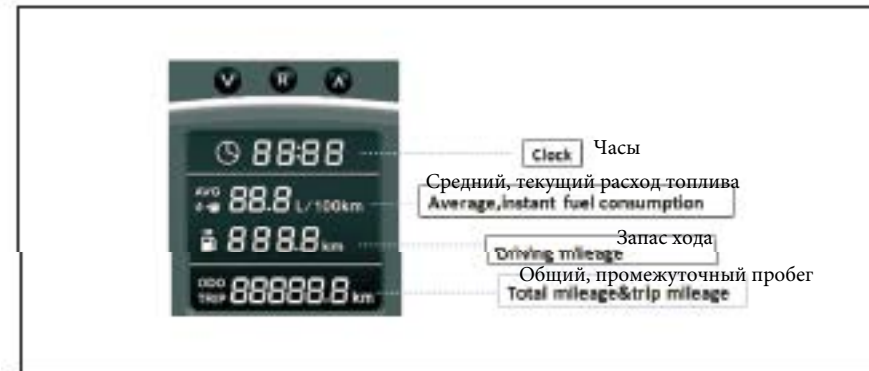 V R Λ
88:88 Clock Часы
Средний, текущий расход топлива
AVG 88.8 L/100km Average,instant fuel consumption
Запас хода
888.8 km Driving mileage
Общий, промежуточный пробег
ODO
TRIP 88888.8 km Total mileage&trip mileage